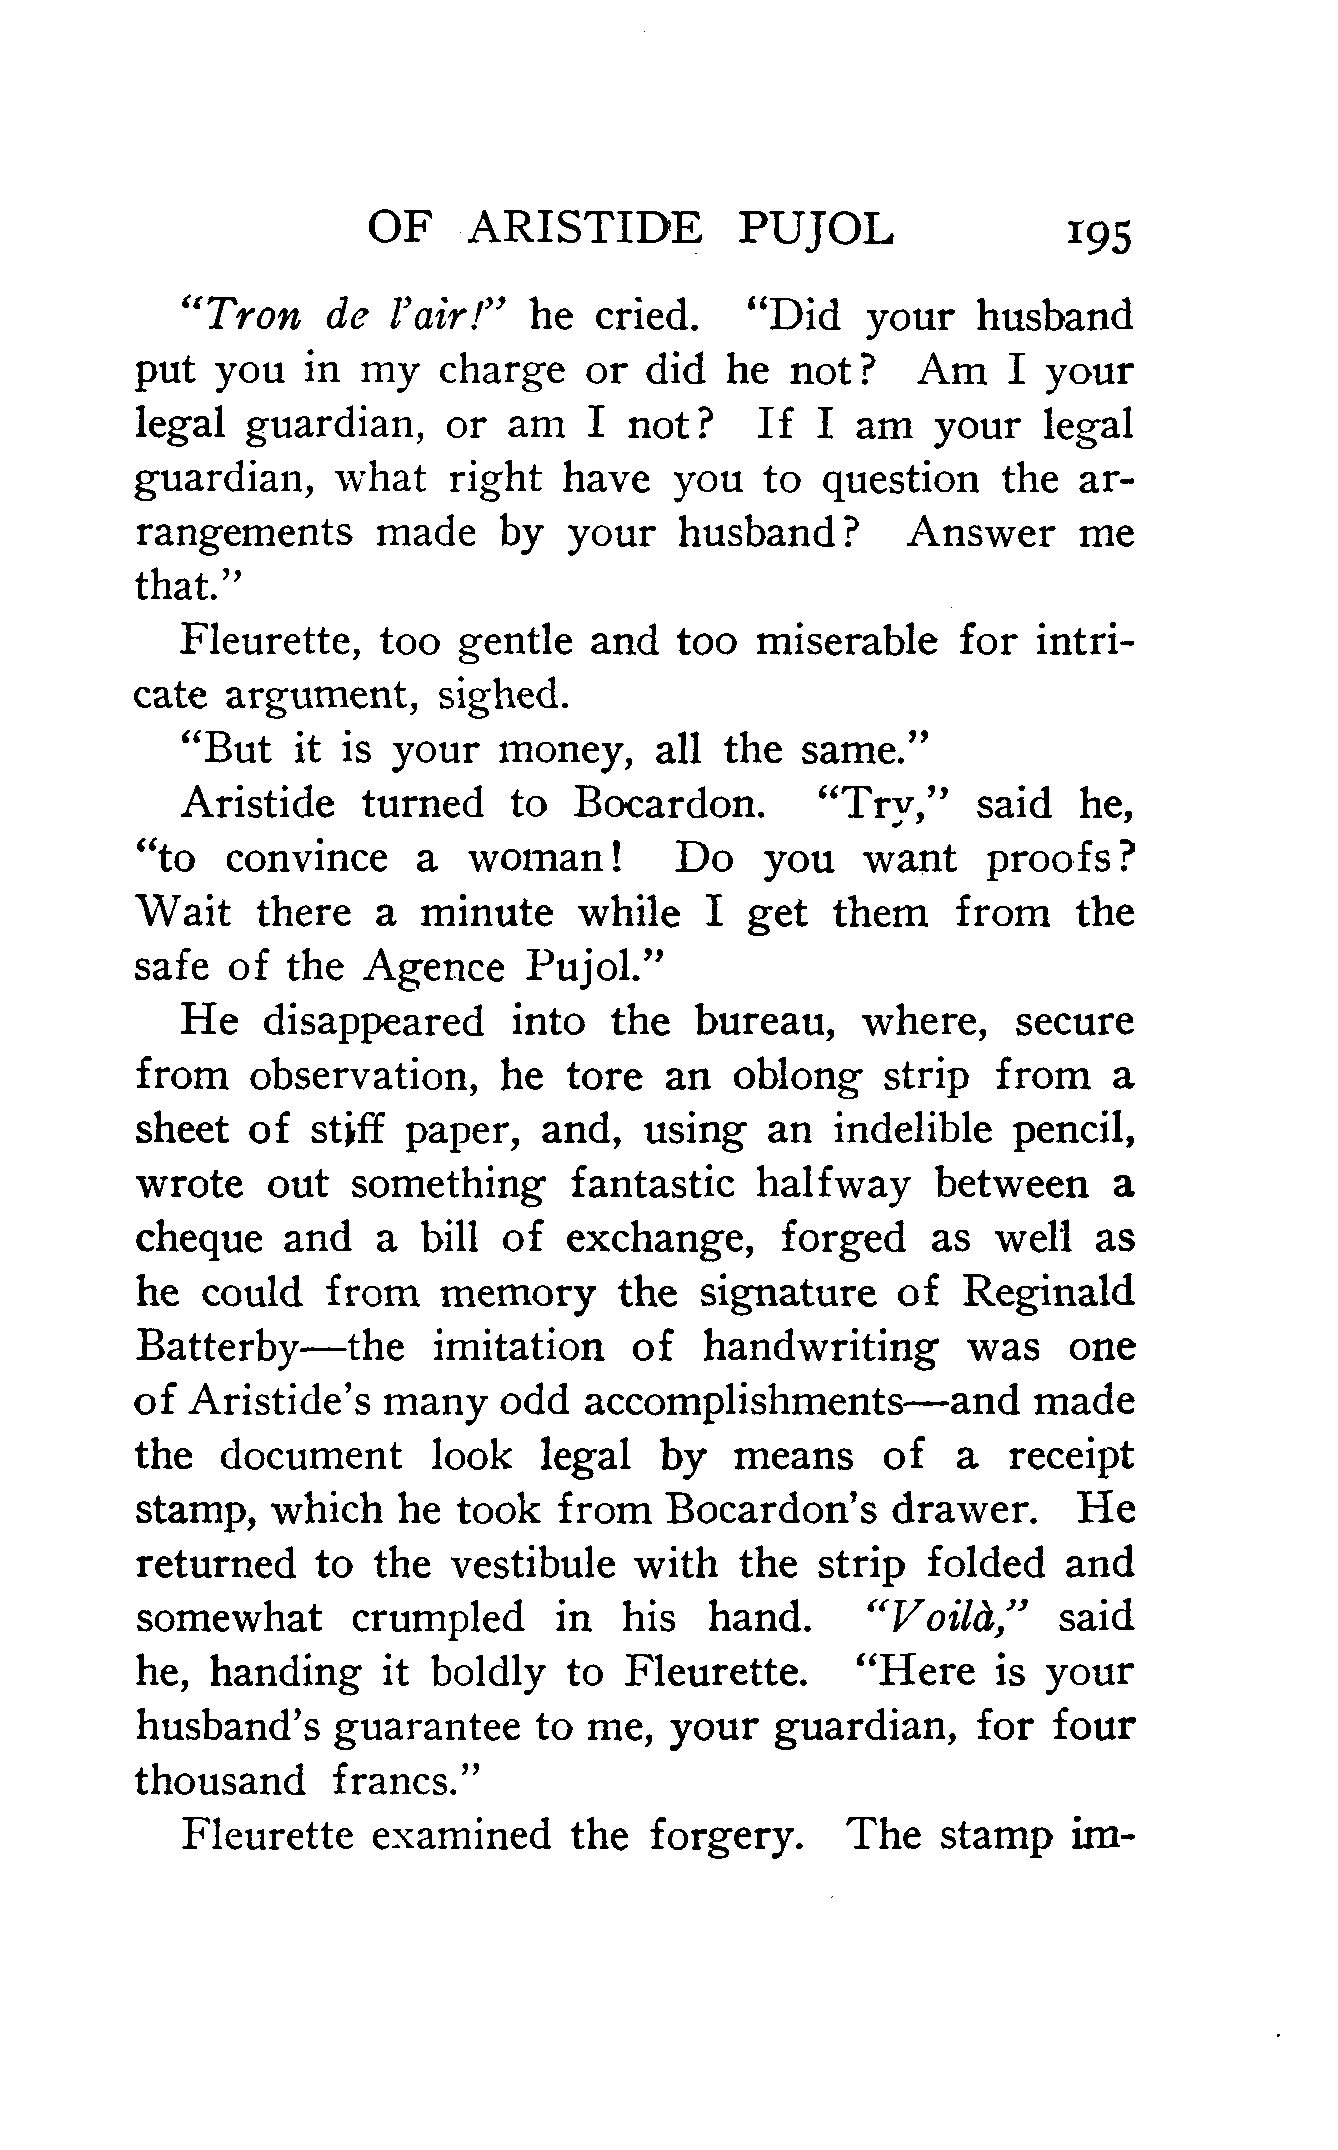 OF ARISTIDE PUJOL 195
"Tron de l'air!" he cried. "Did your husband
put you in my charge or did he not? Am I your
legal guardian, or am I not? If I am your legal
guardian, what right have you to question the ar-
rangements made by your husband? Answer me
that."
Fleurette, too gentle and too miserable for intri-
cate argument, sighed.
"But it is your money, all the same."
Aristide turned to Bocardon. "Try," said he,
"to convince a woman! Do you want proofs?
Wait there a minute while I get them from the
safe of the Agence Pujol."
He disappeared into the bureau, where, secure
from observation, he tore an oblong strip from a
sheet of stiff paper, and, using an indelible pencil,
wrote out something fantastic halfway between a
cheque and a bill of exchange, forged as well as
he could from memory the signature of Reginald
Batterby—the imitation of handwriting was one
of Aristide's many odd accomplishments—and made
the document look legal by means of a receipt
stamp, which he took from Bocardon's drawer. He
returned to the vestibule with the strip folded and
somewhat crumpled in his hand. "Voilà," said
he, handing it boldly to Fleurette. "Here is your
husband's guarantee to me, your guardian, for four
thousand francs."
Fleurette examined the forgery. The stamp im-